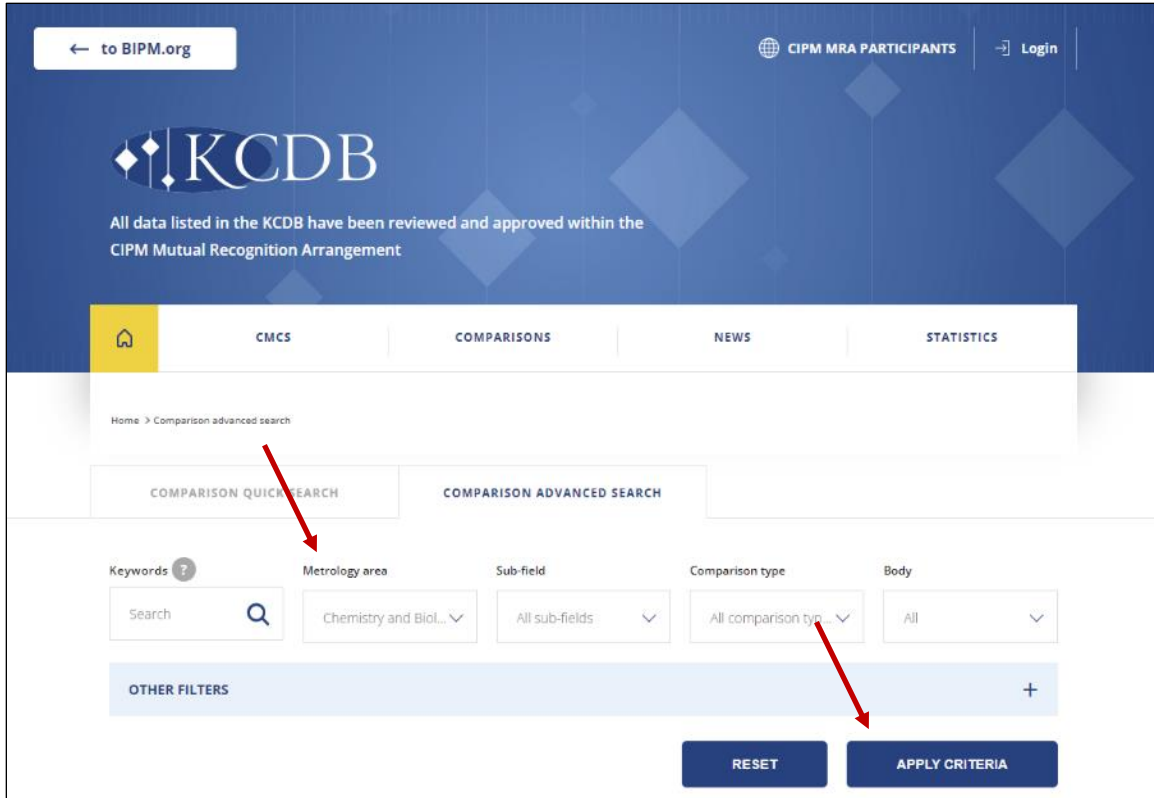 ← to BIPM.org
CIPM MRA PARTICIPANTS
Login
KCDB
All data listed in the KCDB have been reviewed and approved within the
CIPM Mutual Recognition Arrangement
CMCS
COMPARISONS
NEWS
STATISTICS
Home > Comparison advanced search
COMPARISON QUICK SEARCH
COMPARISON ADVANCED SEARCH
Keywords ?
Metrology area
Sub-field
Comparison type
Body
Search
Chemistry and Biol...
All sub-fields
All comparison typ...
All
OTHER FILTERS +
RESET
APPLY CRITERIA